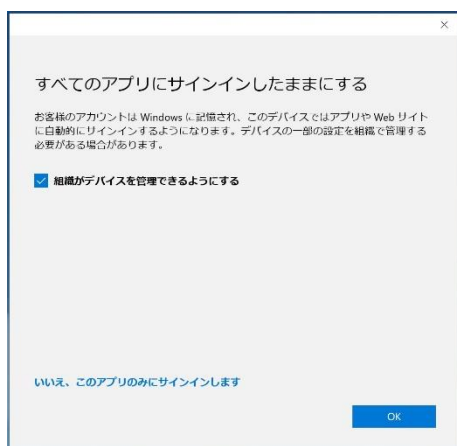 すべてのアプリにサインインしたままにする
お客様のアカウントは Windows に記憶され、このデバイスではアプリや Web サイト
に自動的にサインインするようになります。デバイスの一部の設定を組織で管理する
必要がある場合があります。
組織がデバイスを管理できるようにする
いいえ、このアプリのみにサインインします
OK